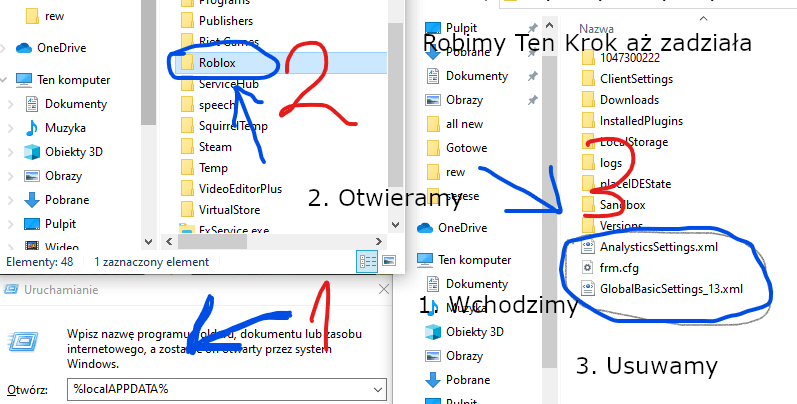 Programs
rew
Publishers
OneDrive
Riot Games
Roblox
Ten komputer
ServiceHub
Dokumenty
speech
Muzyka
SquirrelTemp
Obiekty 3D
Steam
Obrazy
Temp
Pobrane
VideoEditorPlus
Pulpit
VirtualStore
Wideo
FxService.exe
Elementy: 48
1 zaznaczony element
2
2. Otwieramy
Uruchamianie
1
Wpisz nazwę programu, folderu, dokumentu lub zasobu
internetowego, a zostanie on otwarty przez system
Windows.
Otwórz:
%localAPPDATA%
Robimy Ten Krok aż zadziała
Pulpit
Pobrane
Dokumenty
Obrazy
all new
Gotowe
rew
sesese
OneDrive
Ten komputer
Dokumenty
1. Wchodzimy
Muzyka
Obiekty 3D
Obrazy
Pobrane
Pulpit
Nazwa
1047300222
ClientSettings
Downloads
InstalledPlugins
LocalStorage
logs
placeIDEState
Sandbox
Versions
3
AnalysticsSettings.xml
frm.cfg
GlobalBasicSettings_13.xml
3. Usuwamy